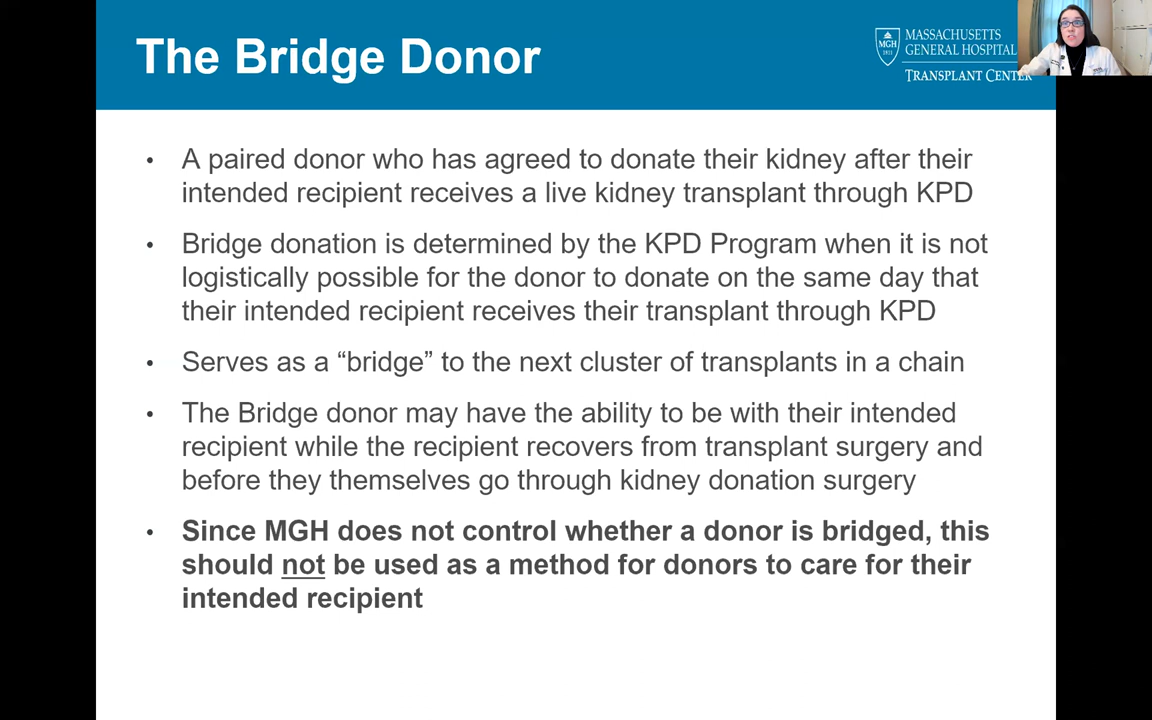 The Bridge Donor
MGH
1811
MASSACHUSETTS
GENERAL HOSPITAL
TRANSPLANT CENTER
• A paired donor who has agreed to donate their kidney after their
intended recipient receives a live kidney transplant through KPD
• Bridge donation is determined by the KPD Program when it is not
logistically possible for the donor to donate on the same day that
their intended recipient receives their transplant through KPD
• Serves as a “bridge” to the next cluster of transplants in a chain
• The Bridge donor may have the ability to be with their intended
recipient while the recipient recovers from transplant surgery and
before they themselves go through kidney donation surgery
• Since MGH does not control whether a donor is bridged, this
should not be used as a method for donors to care for their
intended recipient